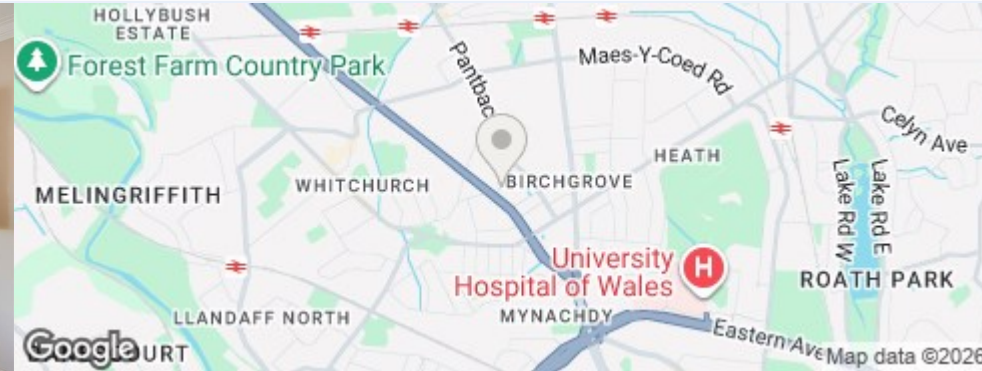 HOLLYBUSH
ESTATE
Forest Farm Country Park
Pantbac
Maes-Y-Coed Rd
Celyn Ave
HEATH
MELINGRIFFITH
WHITCHURCH
BIRCHGROVE
Lake Rd W
Lake Rd E
University
Hospital of Wales
H
ROATH PARK
LLANDAFF NORTH
MYNACHDY
Eastern Ave
Google
COURT
Map data ©2026